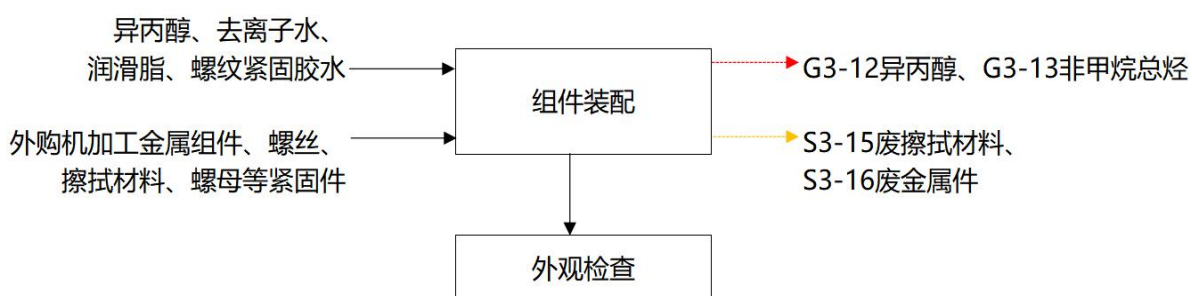 异丙醇、去离子水、
润滑脂、螺纹紧固胶水
外购机加工金属组件、螺丝、
擦拭材料、螺母等紧固件
组件装配
G3-12异丙醇、G3-13非甲烷总烃
S3-15废擦拭材料、
S3-16废金属件
外观检查